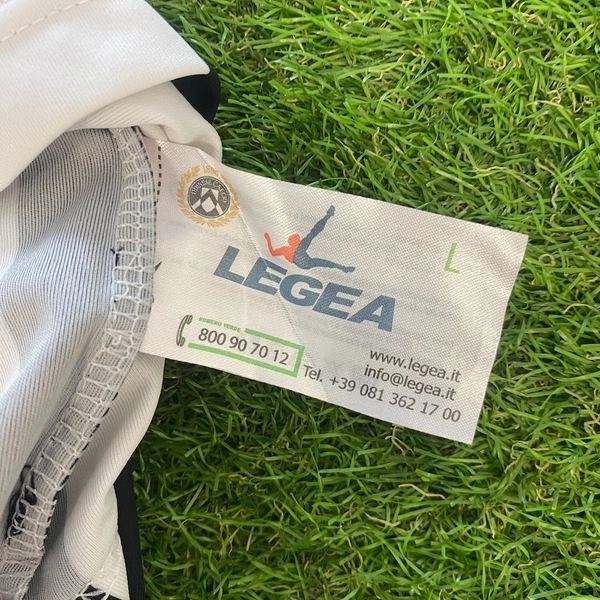 L
LEGEA
NUMERO VERDE
800 90 70 12
www.legea.it
info@legea.it
Tel. +39 081 362 17 00